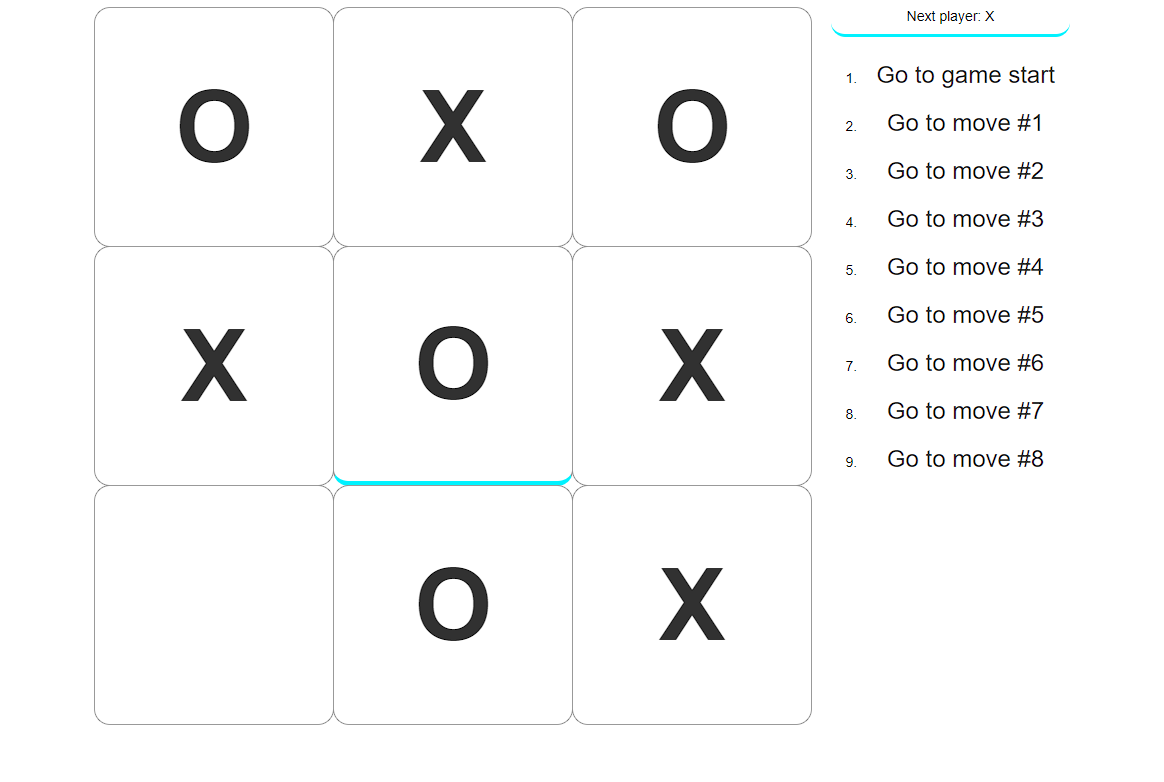 Next player: X
O X O
X O X
O X
1. Go to game start
2. Go to move #1
3. Go to move #2
4. Go to move #3
5. Go to move #4
6. Go to move #5
7. Go to move #6
8. Go to move #7
9. Go to move #8